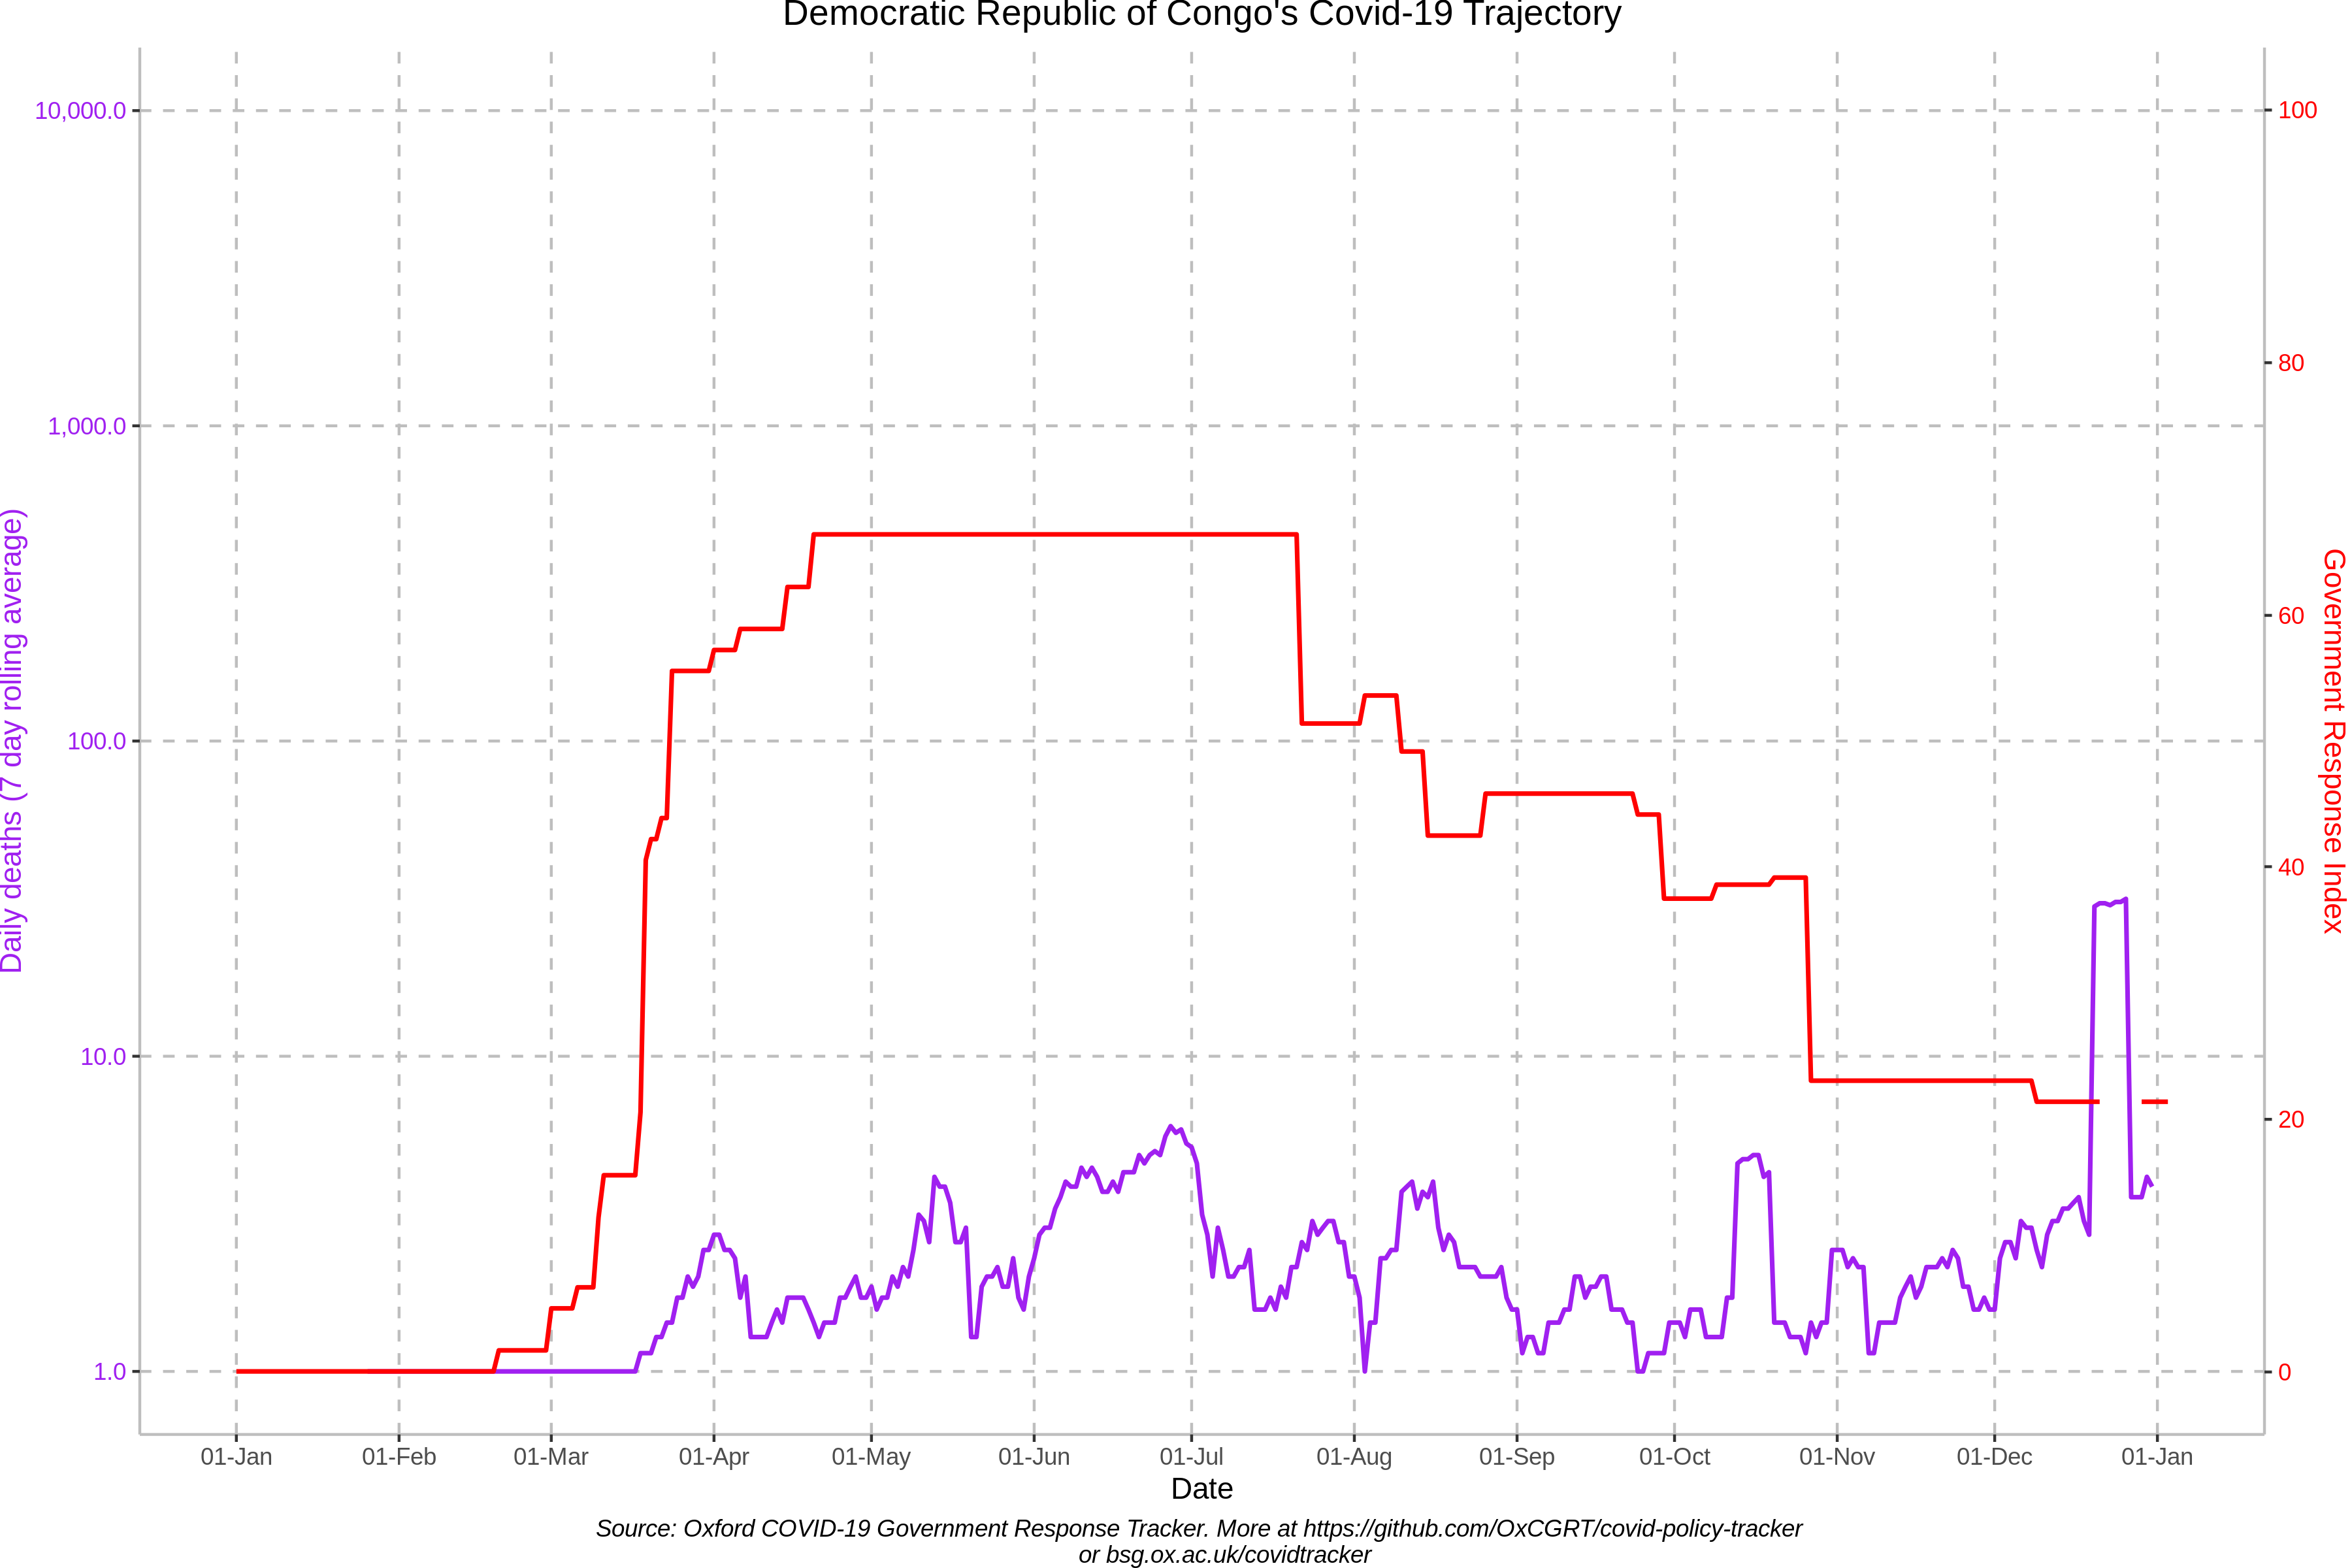 Democratic Republic of Congo's Covid-19 Trajectory
10,000.0
1,000.0
100.0
10.0
1.0
Daily deaths (7 day rolling average)
100
80
60
40
20
0
Government Response Index
01-Jan 01-Feb 01-Mar 01-Apr 01-May 01-Jun 01-Jul 01-Aug 01-Sep 01-Oct 01-Nov 01-Dec 01-Jan
Date
Source: Oxford COVID-19 Government Response Tracker. More at https://github.com/OxCGRT/covid-policy-tracker
or bsg.ox.ac.uk/covidtracker